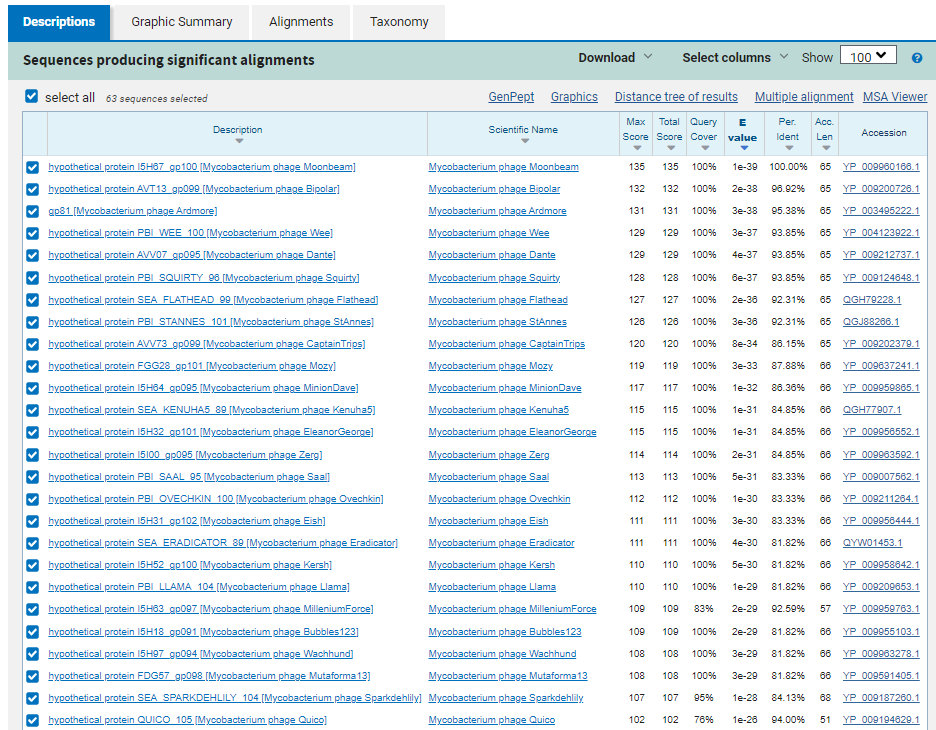 Descriptions Graphic Summary Alignments Taxonomy
Sequences producing significant alignments Download Select columns Show 100
select all 63 sequences selected GenPept Graphics Distance tree of results Multiple alignment MSA Viewer
Description Scientific Name Max Score Total Score Query Cover E value Per. Ident Acc. Len Accession
hypothetical protein I5H67_gp100 [Mycobacterium phage Moonbeam] Mycobacterium phage Moonbeam 135 135 100% 1e-39 100.00% 65 YP_009960166.1
hypothetical protein AVT13_gp099 [Mycobacterium phage Bipolar] Mycobacterium phage Bipolar 132 132 100% 2e-38 96.92% 65 YP_009200726.1
gp81 [Mycobacterium phage Ardmore] Mycobacterium phage Ardmore 131 131 100% 3e-38 95.38% 65 YP_003495222.1
hypothetical protein PBI_WEE_100 [Mycobacterium phage Wee] Mycobacterium phage Wee 129 129 100% 3e-37 93.85% 65 YP_004123922.1
hypothetical protein AVV07_gp095 [Mycobacterium phage Dante] Mycobacterium phage Dante 129 129 100% 4e-37 93.85% 65 YP_009212737.1
hypothetical protein PBI_SQUIRTY_96 [Mycobacterium phage Squirty] Mycobacterium phage Squirty 128 128 100% 6e-37 93.85% 65 YP_009124648.1
hypothetical protein SEA_FLATHEAD_99 [Mycobacterium phage Flathead] Mycobacterium phage Flathead 127 127 100% 2e-36 92.31% 65 QGH79228.1
hypothetical protein PBI_STANNES_101 [Mycobacterium phage StAnnes] Mycobacterium phage StAnnes 126 126 100% 3e-36 92.31% 65 QGJ88266.1
hypothetical protein AVV73_gp099 [Mycobacterium phage CaptainTrips] Mycobacterium phage CaptainTrips 120 120 100% 8e-34 86.15% 65 YP_009202379.1
hypothetical protein FGG28_gp101 [Mycobacterium phage Mozy] Mycobacterium phage Mozy 119 119 100% 3e-33 87.88% 66 YP_009637241.1
hypothetical protein I5H64_gp095 [Mycobacterium phage MinionDave] Mycobacterium phage MinionDave 117 117 100% 1e-32 86.36% 66 YP_009959865.1
hypothetical protein SEA_KENUHA5_89 [Mycobacterium phage Kenuha5] Mycobacterium phage Kenuha5 115 115 100% 1e-31 84.85% 66 QGH77907.1
hypothetical protein I5H32_gp101 [Mycobacterium phage EleanorGeorge] Mycobacterium phage EleanorGeorge 115 115 100% 1e-31 84.85% 66 YP_009956552.1
hypothetical protein I5I00_gp095 [Mycobacterium phage Zerg] Mycobacterium phage Zerg 114 114 100% 2e-31 84.85% 66 YP_009963592.1
hypothetical protein PBI_SAAL_95 [Mycobacterium phage Saal] Mycobacterium phage Saal 113 113 100% 5e-31 83.33% 66 YP_009007562.1
hypothetical protein PBI_OVECHKIN_100 [Mycobacterium phage Ovechkin] Mycobacterium phage Ovechkin 112 112 100% 1e-30 83.33% 66 YP_009211264.1
hypothetical protein I5H31_gp102 [Mycobacterium phage Eish] Mycobacterium phage Eish 111 111 100% 3e-30 83.33% 66 YP_009956444.1
hypothetical protein SEA_ERADICATOR_89 [Mycobacterium phage Eradicator] Mycobacterium phage Eradicator 111 111 100% 4e-30 81.82% 66 QYW01453.1
hypothetical protein I5H52_gp100 [Mycobacterium phage Kersh] Mycobacterium phage Kersh 110 110 100% 5e-30 81.82% 66 YP_009958642.1
hypothetical protein PBI_LLAMA_104 [Mycobacterium phage Llama] Mycobacterium phage Llama 110 110 100% 1e-29 81.82% 66 YP_009209653.1
hypothetical protein I5H63_gp097 [Mycobacterium phage MilleniumForce] Mycobacterium phage MilleniumForce 109 109 83% 2e-29 92.59% 57 YP_009959763.1
hypothetical protein I5H18_gp091 [Mycobacterium phage Bubbles123] Mycobacterium phage Bubbles123 109 109 100% 2e-29 81.82% 66 YP_009955103.1
hypothetical protein I5H97_gp094 [Mycobacterium phage Wachhund] Mycobacterium phage Wachhund 108 108 100% 3e-29 81.82% 66 YP_009963278.1
hypothetical protein FDG57_gp098 [Mycobacterium phage Mutaforma13] Mycobacterium phage Mutaforma13 108 108 100% 3e-29 81.82% 66 YP_009591405.1
hypothetical protein SEA_SPARKDEHLILY_104 [Mycobacterium phage Sparkdehlily] Mycobacterium phage Sparkdehlily 107 107 95% 1e-28 84.13% 68 YP_009187260.1
hypothetical protein QUICO_105 [Mycobacterium phage Quico] Mycobacterium phage Quico 102 102 76% 1e-26 94.00% 51 YP_009194629.1